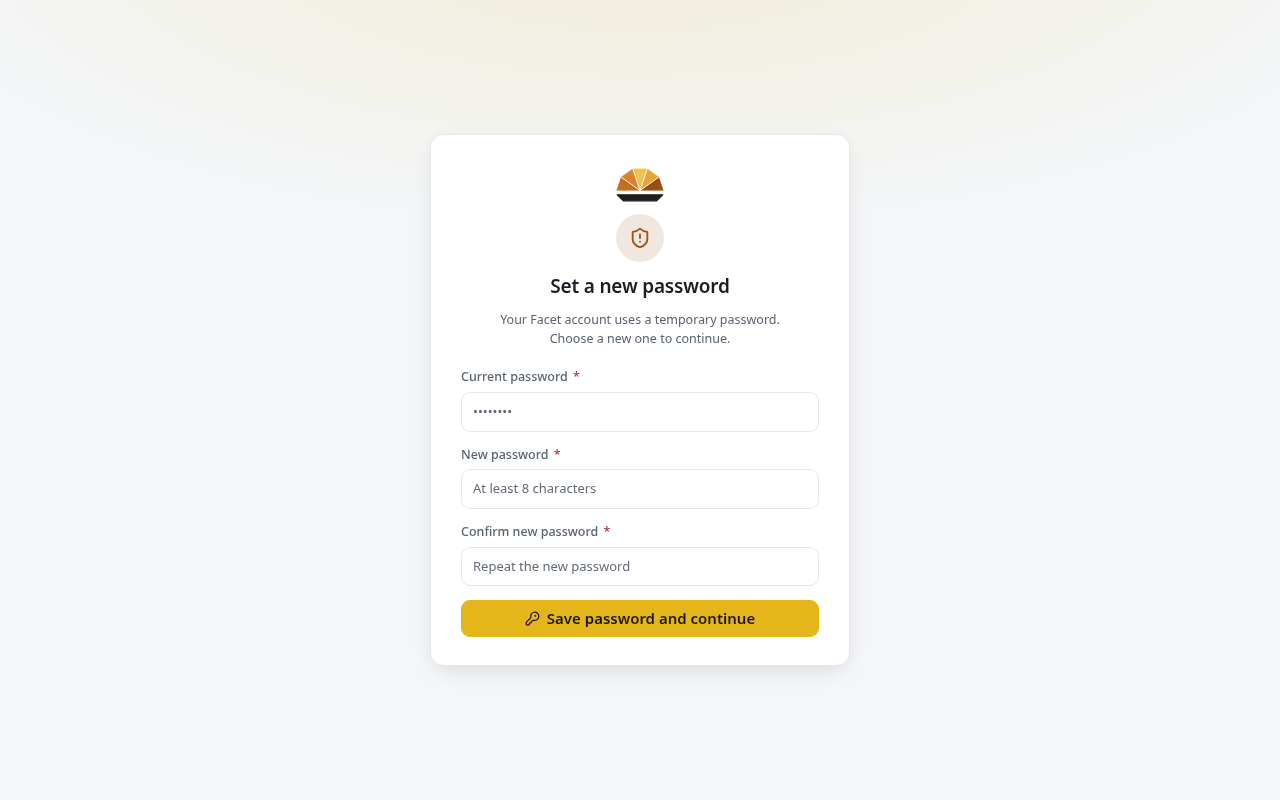 Set a new password
Your Facet account uses a temporary password.
Choose a new one to continue.
Current password *
••••••••
New password *
At least 8 characters
Confirm new password *
Repeat the new password
Save password and continue